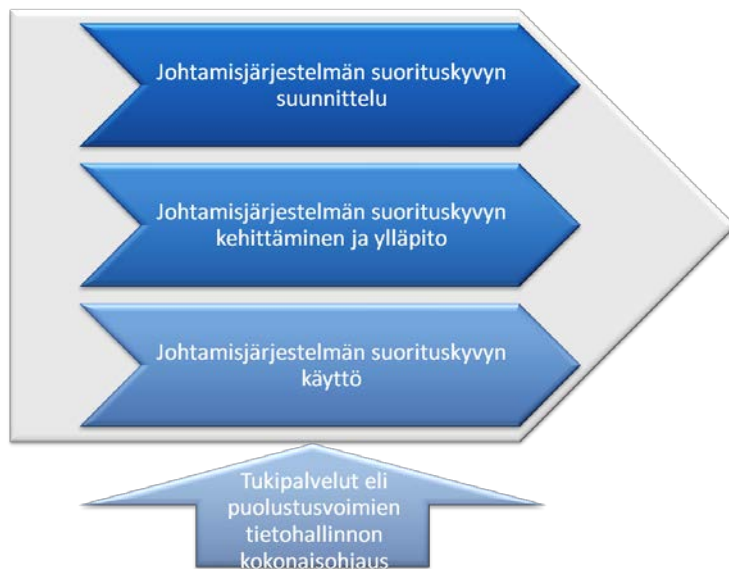 Johtamisjärjestelmän suorituskyvyn
suunnittelu
Johtamisjärjestelmän suorituskyvyn
kehittäminen ja ylläpito
Johtamisjärjestelmän suorituskyvyn
käyttö
Tukipalvelut eli
puolustusvoimien
tietohallinnon
kokonaisohjaus